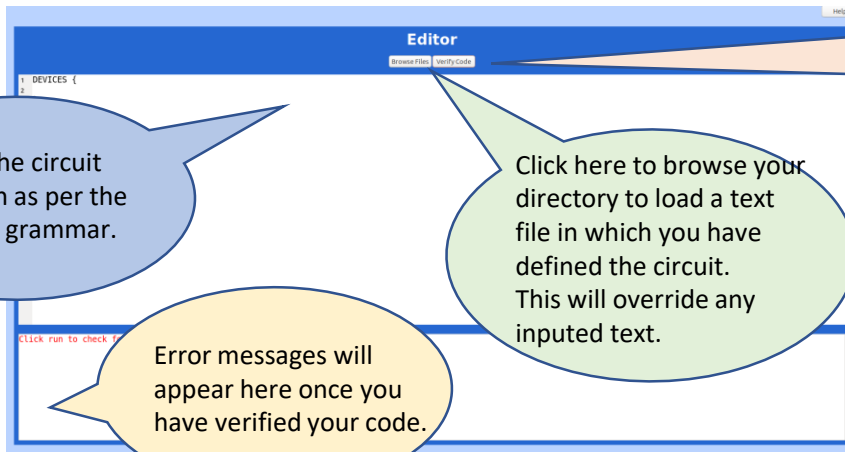 Help
Editor
Browse Files Verify Code
1 DEVICES {
2
he circuit
as per the
grammar.
Click here to browse your
directory to load a text
file in which you have
defined the circuit.
This will override any
inputed text.
Click run to check
Error messages will
appear here once you
have verified your code.